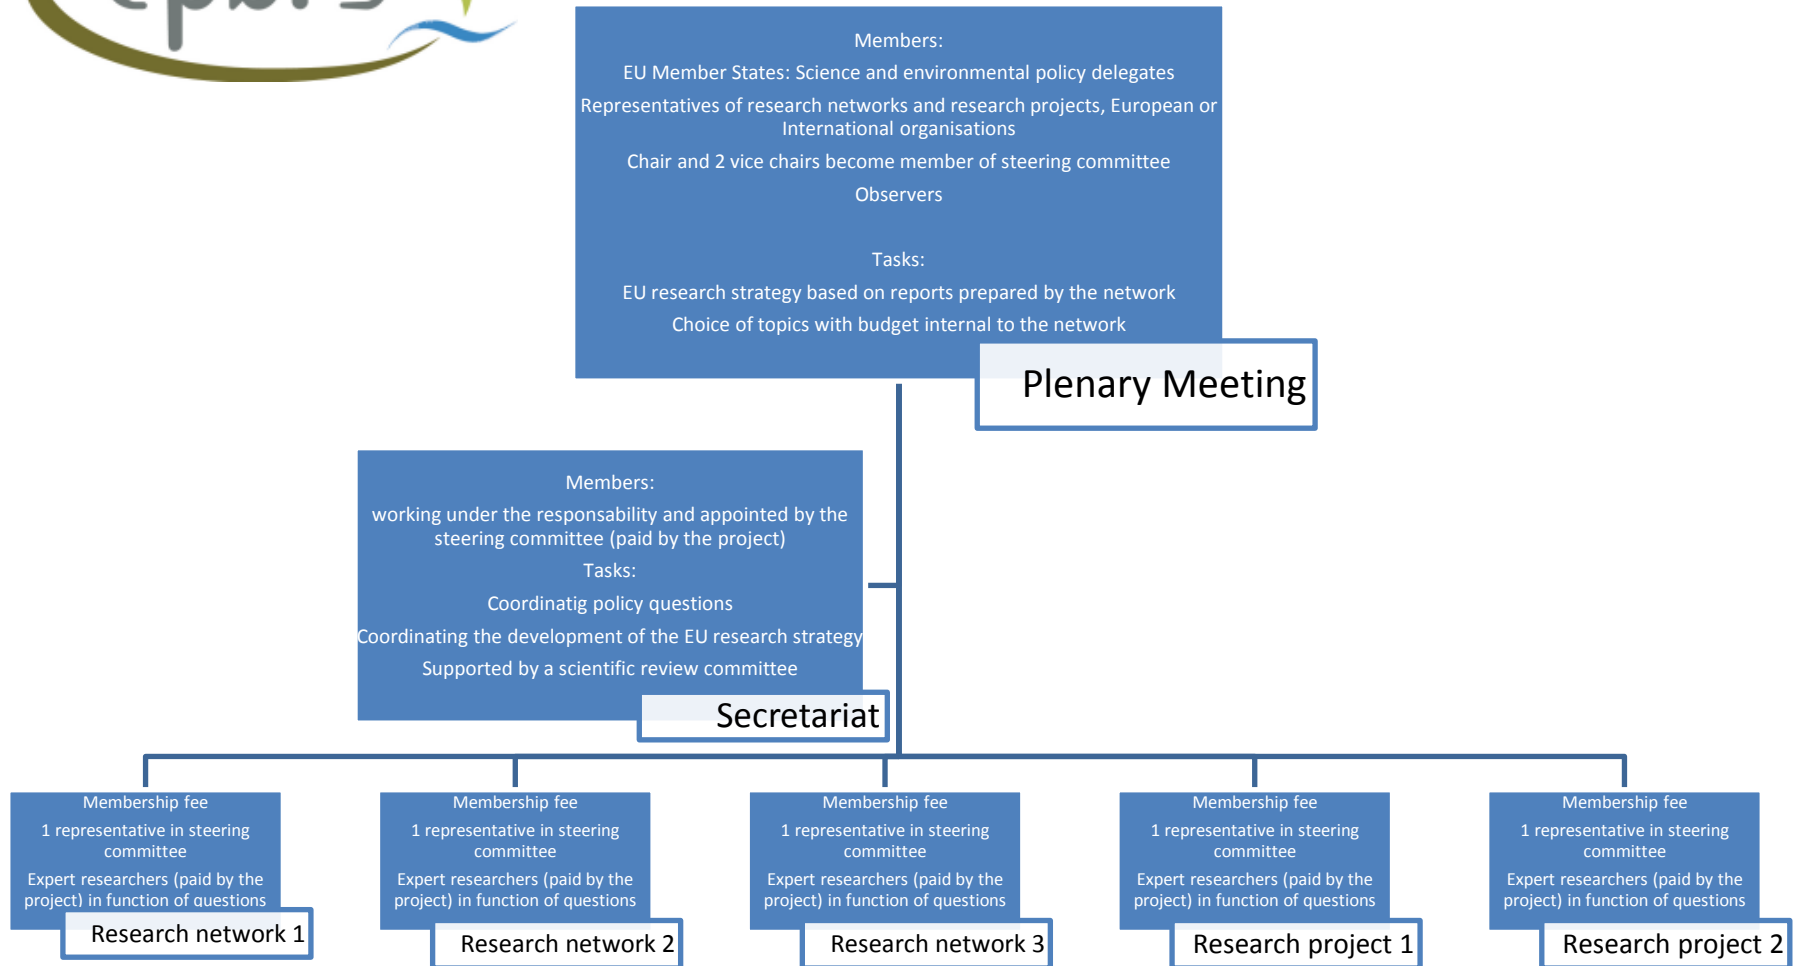 epbrs
Members:
EU Member States: Science and environmental policy delegates
Representatives of research networks and research projects, European or
International organisations
Chair and 2 vice chairs become member of steering committee
Observers
Tasks:
EU research strategy based on reports prepared by the network
Choice of topics with budget internal to the network
Plenary Meeting
Members:
working under the responsability and appointed by the
steering committee (paid by the project)
Tasks:
Coordinatig policy questions
Coordinating the development of the EU research strategy
Supported by a scientific review committee
Secretariat
Membership fee
1 representative in steering
committee
Expert researchers (paid by the
project) in function of questions
Research network 1
Membership fee
1 representative in steering
committee
Expert researchers (paid by the
project) in function of questions
Research network 2
Membership fee
1 representative in steering
committee
Expert researchers (paid by the
project) in function of questions
Research network 3
Membership fee
1 representative in steering
committee
Expert researchers (paid by the
project) in function of questions
Research project 1
Membership fee
1 representative in steering
committee
Expert researchers (paid by the
project) in function of questions
Research project 2